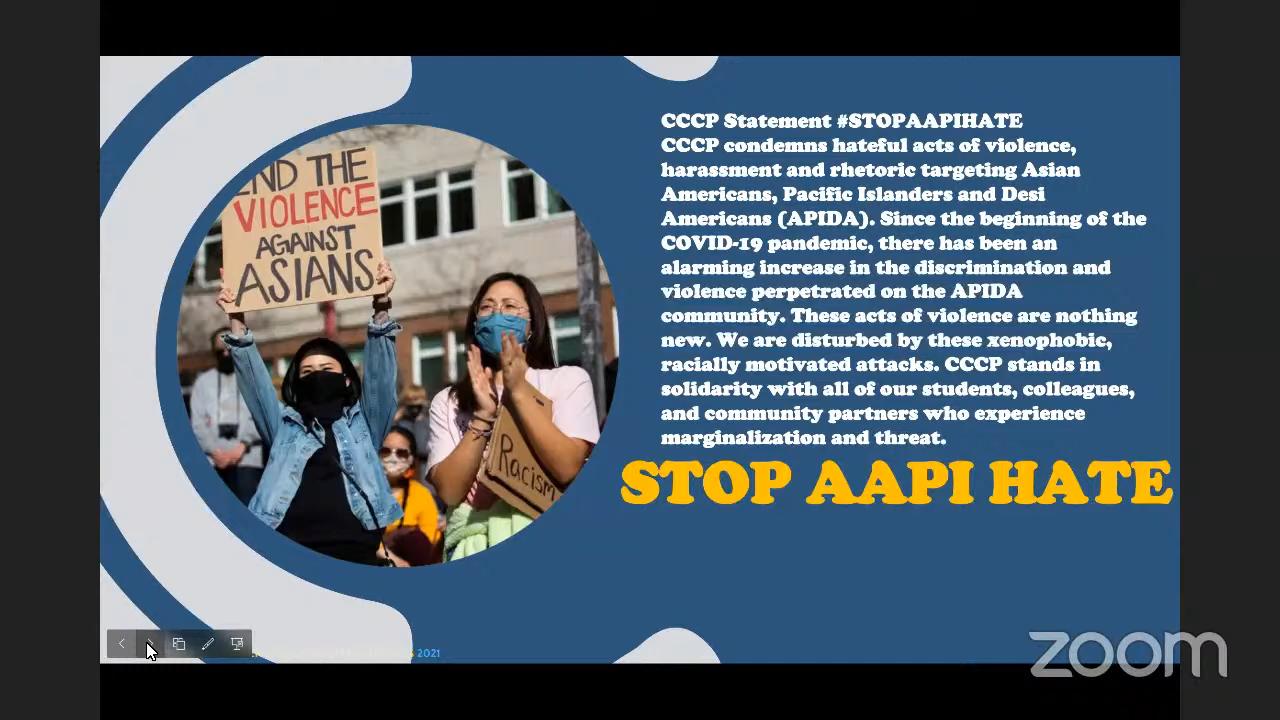 END THE
VIOLENCE
AGAINST
ASIANS
Racism
CCCP Statement #STOPAAPIHATE
CCCP condemns hateful acts of violence,
harassment and rhetoric targeting Asian
Americans, Pacific Islanders and Desi
Americans (APIDA). Since the beginning of the
COVID-19 pandemic, there has been an
alarming increase in the discrimination and
violence perpetrated on the APIDA
community. These acts of violence are nothing
new. We are disturbed by these xenophobic,
racially motivated attacks. CCCP stands in
solidarity with all of our students, colleagues,
and community partners who experience
marginalization and threat.
STOP AAPI HATE
2021
zoom